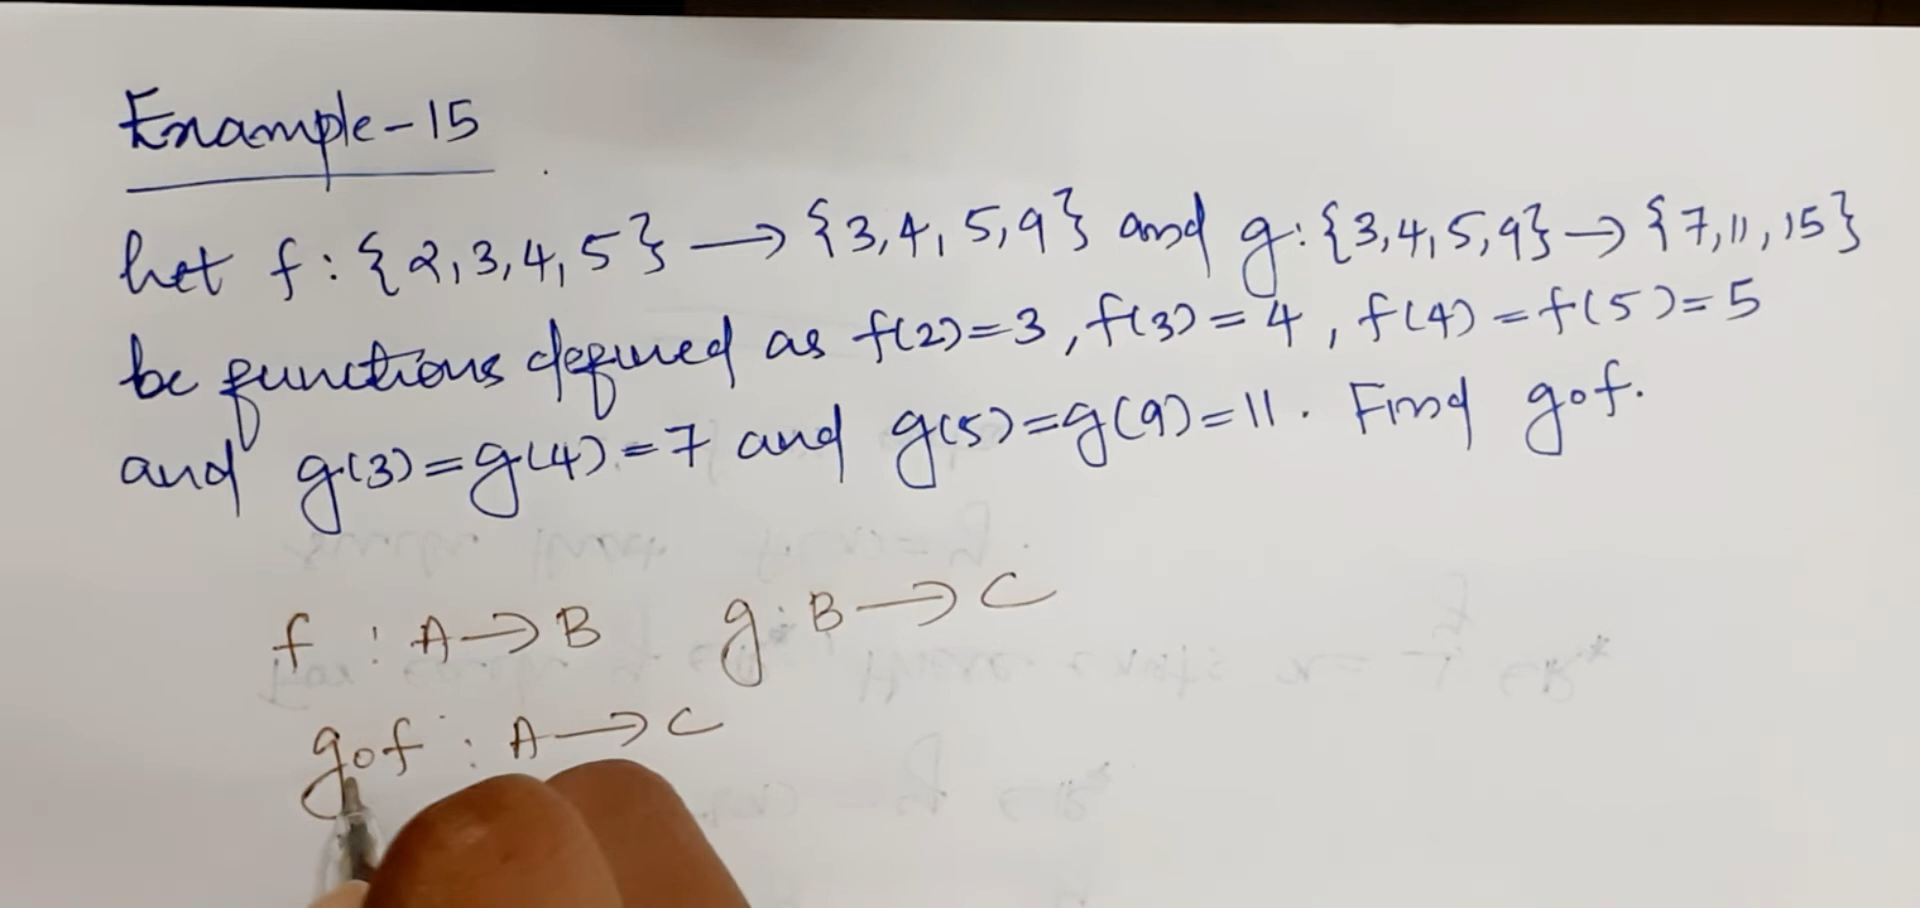 Example-15
Let f : {2,3,4,5} → {3,4,5,9} and g:{3,4,5,9} → {7,11,15}
be functions defined as f(2)=3, f(3)=4, f(4)=f(5)=5
and g(3)=g(4)=7 and g(5)=g(9)=11. Find gof.
f : A→B g:B→C
gof : A→C